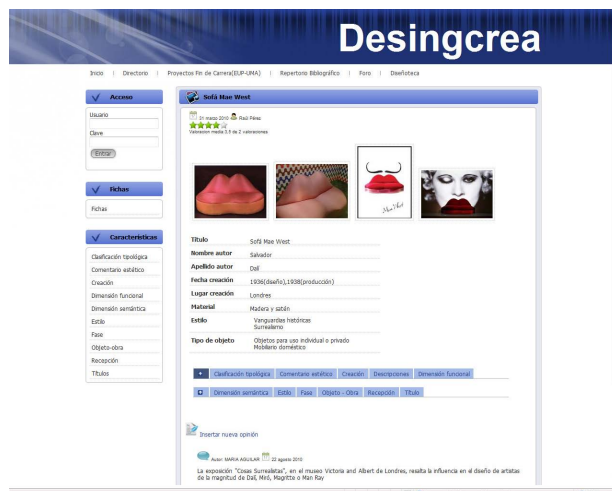 Desingcrea
Inicio | Directorio | Proyectos Fin de Carrera(EUP-UMA) | Repertorio Bibliográfico | Foro | Diseñoteca
Acceso
Usuario
Clave
Entrar
Fichas
Fichas
Características
Clasificación tipológica
Comentario estético
Creación
Dimensión funcional
Dimensión semántica
Estilo
Fase
Objeto-obra
Recepción
Títulos
Sofá Mae West
31 marzo 2010 Raúl Pérez
Valoracion media 3,5 de 2 valoraciones
Mae West
Título Sofá Mae West
Nombre autor Salvador
Apellido autor Dalí
Fecha creación 1936(diseño),1938(producción)
Lugar creación Londres
Material Madera y satén
Estilo Vanguardias históricas
Surrealismo
Tipo de objeto Objetos para uso individual o privado
Mobiliario doméstico
+ Clasificación tipológica Comentario estético Creación Descripciones Dimensión funcional
Dimensión semántica Estilo Fase Objeto - Obra Recepción Título
Insertar nueva opinión
Autor: MARIA AGUILAR 22 agosto 2010
La exposición "Cosas Surrealistas", en el museo Victoria and Albert de Londres, resalta la influencia en el diseño de artistas
de la magnitud de Dalí, Miró, Magritte o Man Ray